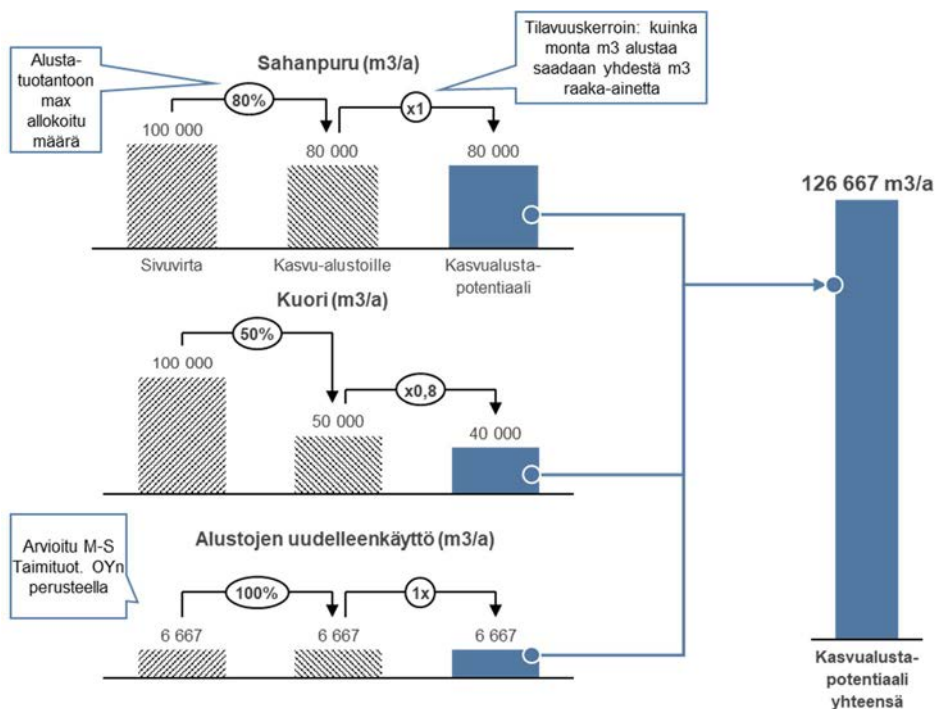 Alusta-
tuotantoon
max
allokoitu
määrä
Sahanpuru (m3/a)
Tilavuuskerroin: kuinka
monta m3 alustaa
saadaan yhdestä m3
raaka-ainetta
80%
x1
100 000
80 000
80 000
Sivuvirta
Kasvu-alustoille
Kasvualusta-
potentiaali
126 667 m3/a
Kuori (m3/a)
50%
100 000
x0,8
50 000
40 000
Arvioitu M-S
Taimituot. OYn
perusteella
Alustojen uudelleenkäyttö (m3/a)
100%
1x
6 667
6 667
6 667
Kasvualusta-
potentiaali
yhteensä